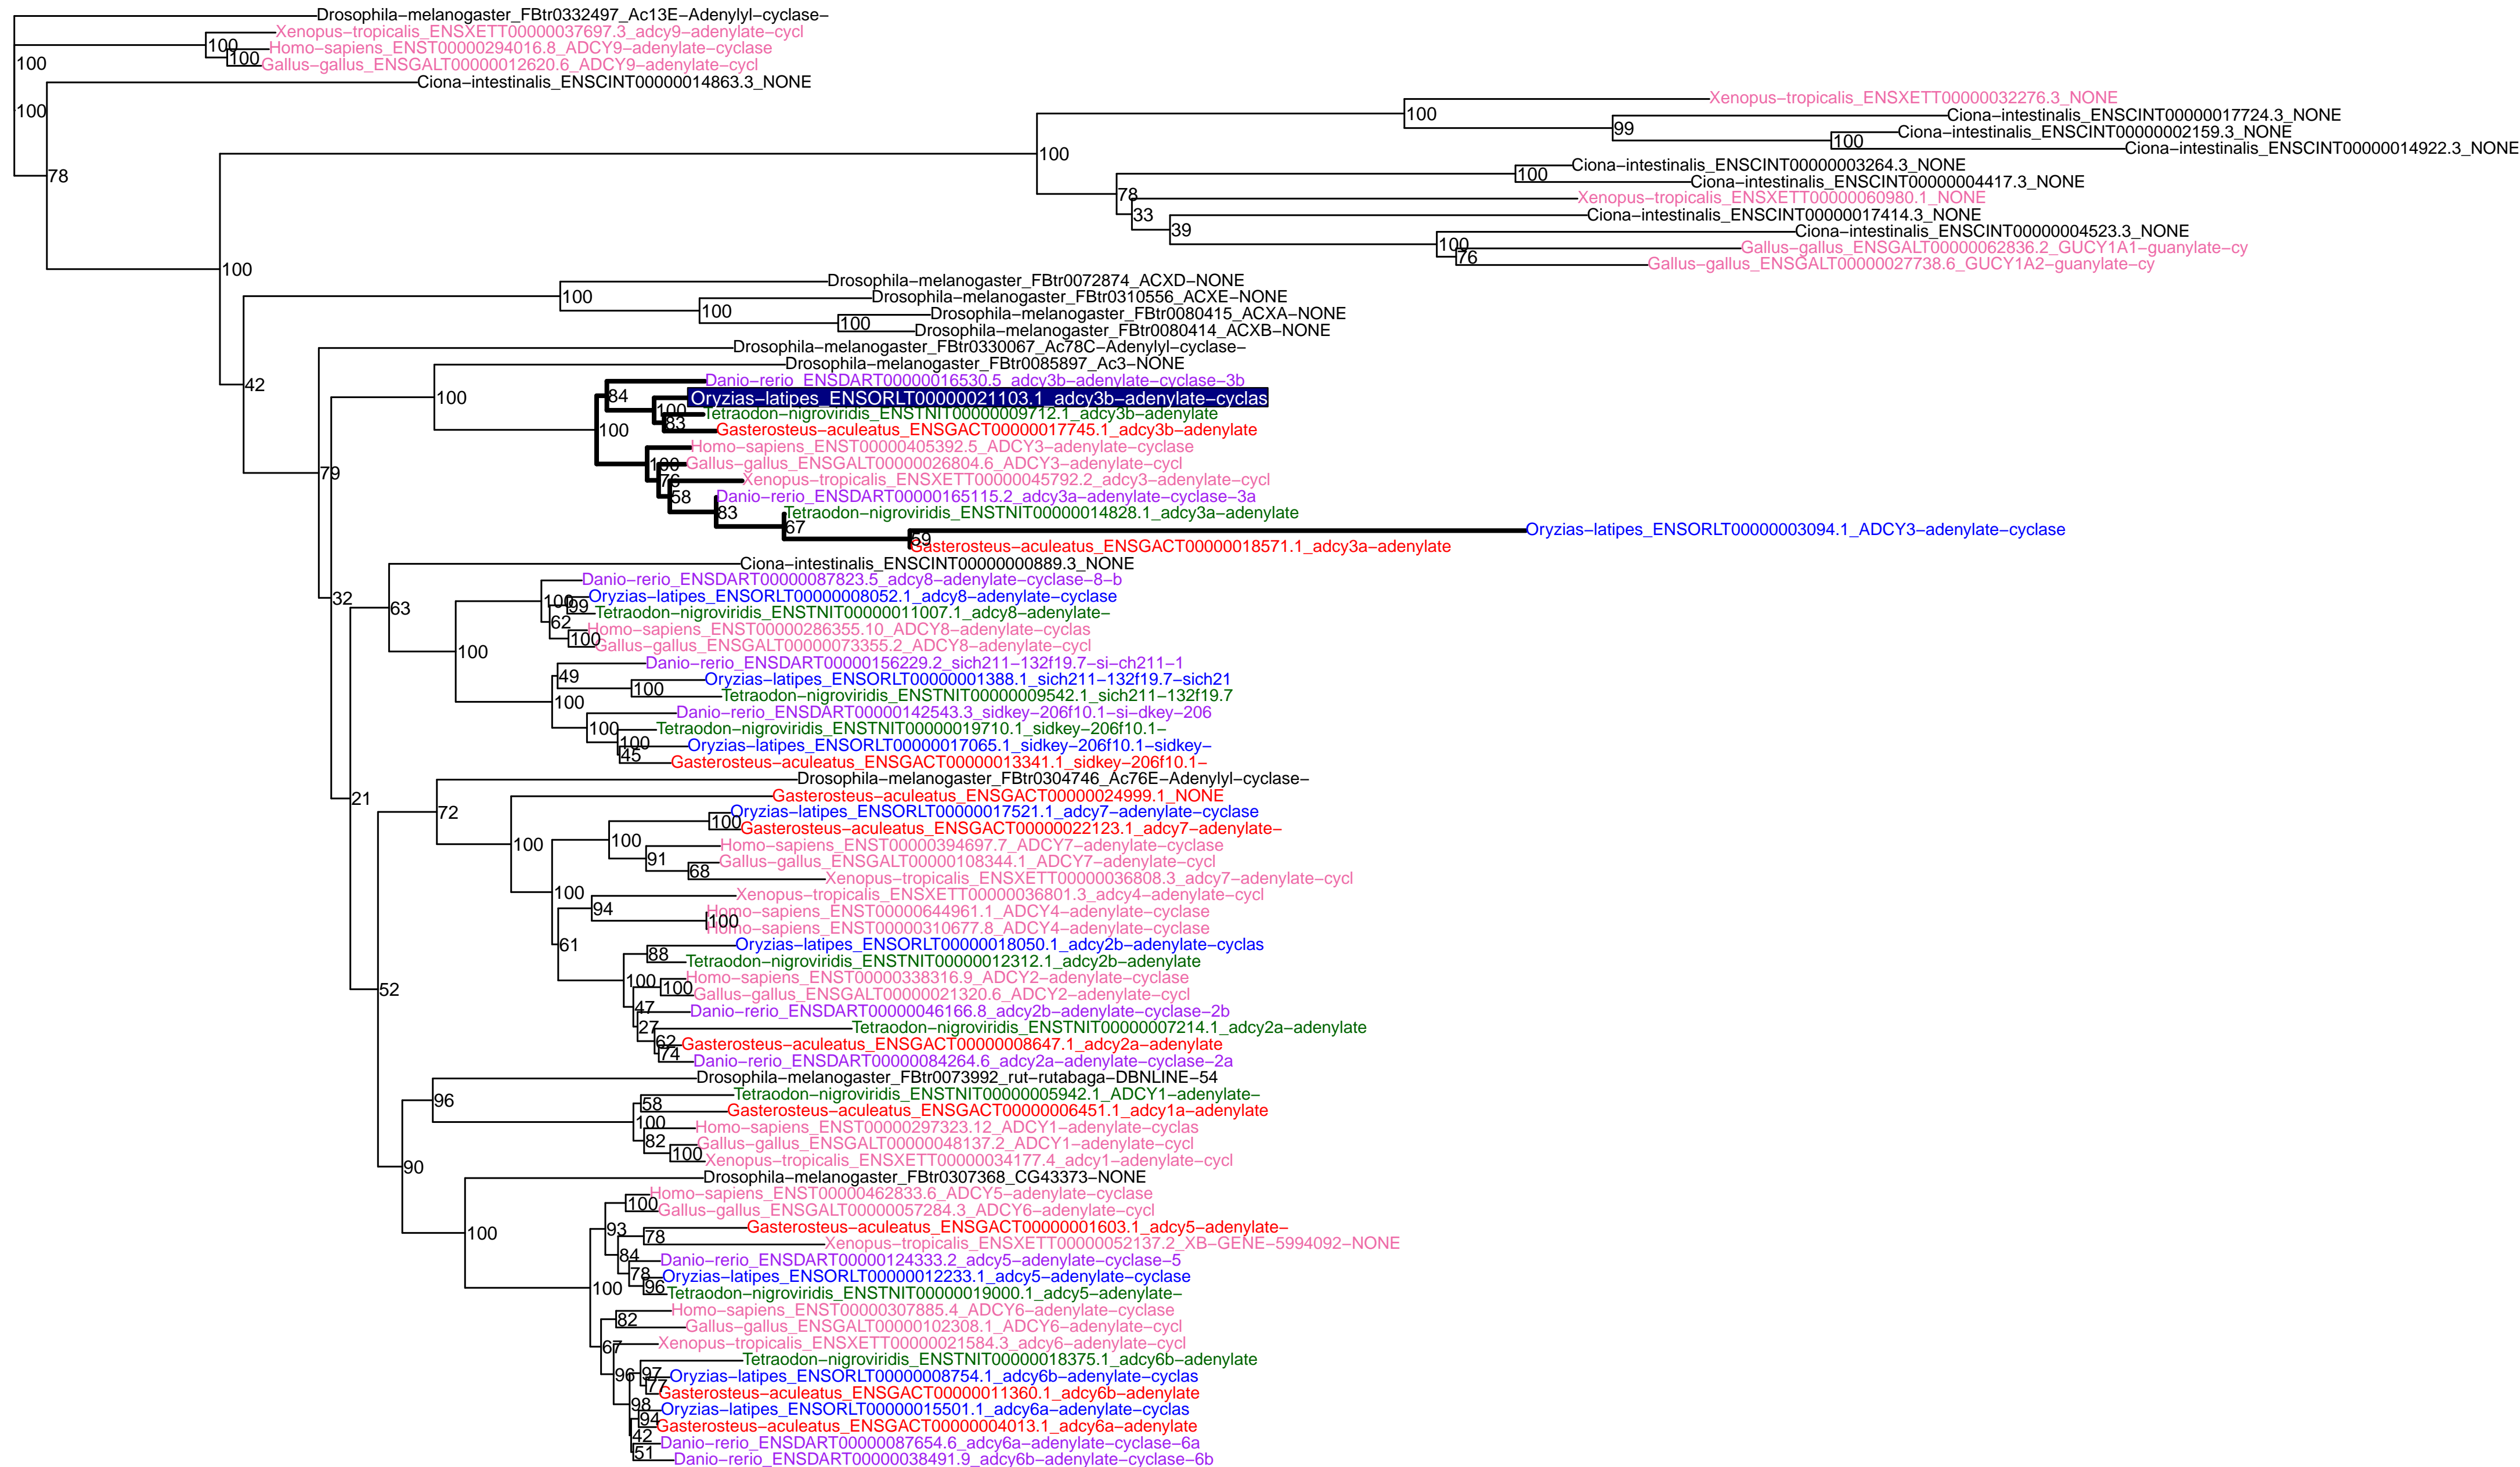 Drosophila−melanogaster_FBtr0332497_Ac13E−Adenylyl−cyclase−
Xenopus−tropicalis_ENSXETT00000037697.3_adcy9−adenylate−cycl
100
Homo−sapiens_ENST00000294016.8_ADCY9−adenylate−cyclase
100
Gallus−gallus_ENSGALT00000012620.6_ADCY9−adenylate−cycl
100
Ciona−intestinalis_ENSCINT00000014863.3_NONE
Xenopus−tropicalis_ENSXETT00000032276.3_NONE
100
100
Ciona−intestinalis_ENSCINT00000017724.3_NONE
99
Ciona−intestinalis_ENSCINT00000002159.3_NONE
100
Ciona−intestinalis_ENSCINT00000014922.3_NONE
100
Ciona−intestinalis_ENSCINT00000003264.3_NONE
100
78
Ciona−intestinalis_ENSCINT00000004417.3_NONE
78
Xenopus−tropicalis_ENSXETT00000060980.1_NONE
33
Ciona−intestinalis_ENSCINT00000017414.3_NONE
39
Ciona−intestinalis_ENSCINT00000004523.3_NONE
100
Gallus−gallus_ENSGALT00000062836.2_GUCY1A1−guanylate−cy
76
Gallus−gallus_ENSGALT00000027738.6_GUCY1A2−guanylate−cy
100
Drosophila−melanogaster_FBtr0072874_ACXD−NONE
100
Drosophila−melanogaster_FBtr0310556_ACXE−NONE
100
Drosophila−melanogaster_FBtr0080415_ACXA−NONE
100
Drosophila−melanogaster_FBtr0080414_ACXB−NONE
Drosophila−melanogaster_FBtr0330067_Ac78C−Adenylyl−cyclase−
Drosophila−melanogaster_FBtr0085897_Ac3−NONE
42
Danio−rerio_ENSDART00000016530.5_adcy3b−adenylate−cyclase−3b
84
100
Oryzias−latipes_ENSORLT00000021103.1_adcy3b−adenylate−cyclas
100
Tetraodon−nigroviridis_ENSTNIT00000009712.1_adcy3b−adenylate
83
100
Gasterosteus−aculeatus_ENSGACT00000017745.1_adcy3b−adenylate
Homo−sapiens_ENST00000405392.5_ADCY3−adenylate−cyclase
100
Gallus−gallus_ENSGALT00000026804.6_ADCY3−adenylate−cycl
79
76
Xenopus−tropicalis_ENSXETT00000045792.2_adcy3−adenylate−cycl
58
Danio−rerio_ENSDART00000165115.2_adcy3a−adenylate−cyclase−3a
83
Tetraodon−nigroviridis_ENSTNIT00000014828.1_adcy3a−adenylate
67
Oryzias−latipes_ENSORLT00000003094.1_ADCY3−adenylate−cyclase
59
Gasterosteus−aculeatus_ENSGACT00000018571.1_adcy3a−adenylate
Ciona−intestinalis_ENSCINT00000000889.3_NONE
Danio−rerio_ENSDART00000087823.5_adcy8−adenylate−cyclase−8−b
32
63
100
Oryzias−latipes_ENSORLT00000008052.1_adcy8−adenylate−cyclase
99
Tetraodon−nigroviridis_ENSTNIT00000011007.1_adcy8−adenylate−
62
Homo−sapiens_ENST00000286355.10_ADCY8−adenylate−cyclas
100
Gallus−gallus_ENSGALT00000073355.2_ADCY8−adenylate−cycl
100
Danio−rerio_ENSDART00000156229.2_sich211−132f19.7−si−ch211−1
49
Oryzias−latipes_ENSORLT00000001388.1_sich211−132f19.7−sich21
100
Tetraodon−nigroviridis_ENSTNIT00000009542.1_sich211−132f19.7
100
Danio−rerio_ENSDART00000142543.3_sidkey−206f10.1−si−dkey−206
100
Tetraodon−nigroviridis_ENSTNIT00000019710.1_sidkey−206f10.1−
100
Oryzias−latipes_ENSORLT00000017065.1_sidkey−206f10.1−sidkey−
45
Gasterosteus−aculeatus_ENSGACT00000013341.1_sidkey−206f10.1−
Drosophila−melanogaster_FBtr0304746_Ac76E−Adenylyl−cyclase−
21
Gasterosteus−aculeatus_ENSGACT00000024999.1_NONE
72
Oryzias−latipes_ENSORLT00000017521.1_adcy7−adenylate−cyclase
100
Gasterosteus−aculeatus_ENSGACT00000022123.1_adcy7−adenylate−
100
100
Homo−sapiens_ENST00000394697.7_ADCY7−adenylate−cyclase
91
Gallus−gallus_ENSGALT00000108344.1_ADCY7−adenylate−cycl
68
Xenopus−tropicalis_ENSXETT00000036808.3_adcy7−adenylate−cycl
100
Xenopus−tropicalis_ENSXETT00000036801.3_adcy4−adenylate−cycl
94
Homo−sapiens_ENST00000644961.1_ADCY4−adenylate−cyclase
100
Homo−sapiens_ENST00000310677.8_ADCY4−adenylate−cyclase
61
Oryzias−latipes_ENSORLT00000018050.1_adcy2b−adenylate−cyclas
88
Tetraodon−nigroviridis_ENSTNIT00000012312.1_adcy2b−adenylate
100
Homo−sapiens_ENST00000338316.9_ADCY2−adenylate−cyclase
52
100
Gallus−gallus_ENSGALT00000021320.6_ADCY2−adenylate−cycl
47
Danio−rerio_ENSDART00000046166.8_adcy2b−adenylate−cyclase−2b
27
Tetraodon−nigroviridis_ENSTNIT00000007214.1_adcy2a−adenylate
62
Gasterosteus−aculeatus_ENSGACT00000008647.1_adcy2a−adenylate
74
Danio−rerio_ENSDART00000084264.6_adcy2a−adenylate−cyclase−2a
Drosophila−melanogaster_FBtr0073992_rut−rutabaga−DBNLINE−54
96
Tetraodon−nigroviridis_ENSTNIT00000005942.1_ADCY1−adenylate−
58
Gasterosteus−aculeatus_ENSGACT00000006451.1_adcy1a−adenylate
100
Homo−sapiens_ENST00000297323.12_ADCY1−adenylate−cyclas
82
Gallus−gallus_ENSGALT00000048137.2_ADCY1−adenylate−cycl
100
Xenopus−tropicalis_ENSXETT00000034177.4_adcy1−adenylate−cycl
90
Drosophila−melanogaster_FBtr0307368_CG43373−NONE
Homo−sapiens_ENST00000462833.6_ADCY5−adenylate−cyclase
100
Gallus−gallus_ENSGALT00000057284.3_ADCY6−adenylate−cycl
93
100
Gasterosteus−aculeatus_ENSGACT00000001603.1_adcy5−adenylate−
78
Xenopus−tropicalis_ENSXETT00000052137.2_XB−GENE−5994092−NONE
84
Danio−rerio_ENSDART00000124333.2_adcy5−adenylate−cyclase−5
78
Oryzias−latipes_ENSORLT00000012233.1_adcy5−adenylate−cyclase
100
96
Tetraodon−nigroviridis_ENSTNIT00000019000.1_adcy5−adenylate−
Homo−sapiens_ENST00000307885.4_ADCY6−adenylate−cyclase
82
Gallus−gallus_ENSGALT00000102308.1_ADCY6−adenylate−cycl
67
Xenopus−tropicalis_ENSXETT00000021584.3_adcy6−adenylate−cycl
Tetraodon−nigroviridis_ENSTNIT00000018375.1_adcy6b−adenylate
96
97
Oryzias−latipes_ENSORLT00000008754.1_adcy6b−adenylate−cyclas
77
Gasterosteus−aculeatus_ENSGACT00000011360.1_adcy6b−adenylate
98
Oryzias−latipes_ENSORLT00000015501.1_adcy6a−adenylate−cyclas
94
Gasterosteus−aculeatus_ENSGACT00000004013.1_adcy6a−adenylate
42
Danio−rerio_ENSDART00000087654.6_adcy6a−adenylate−cyclase−6a
51
Danio−rerio_ENSDART00000038491.9_adcy6b−adenylate−cyclase−6b